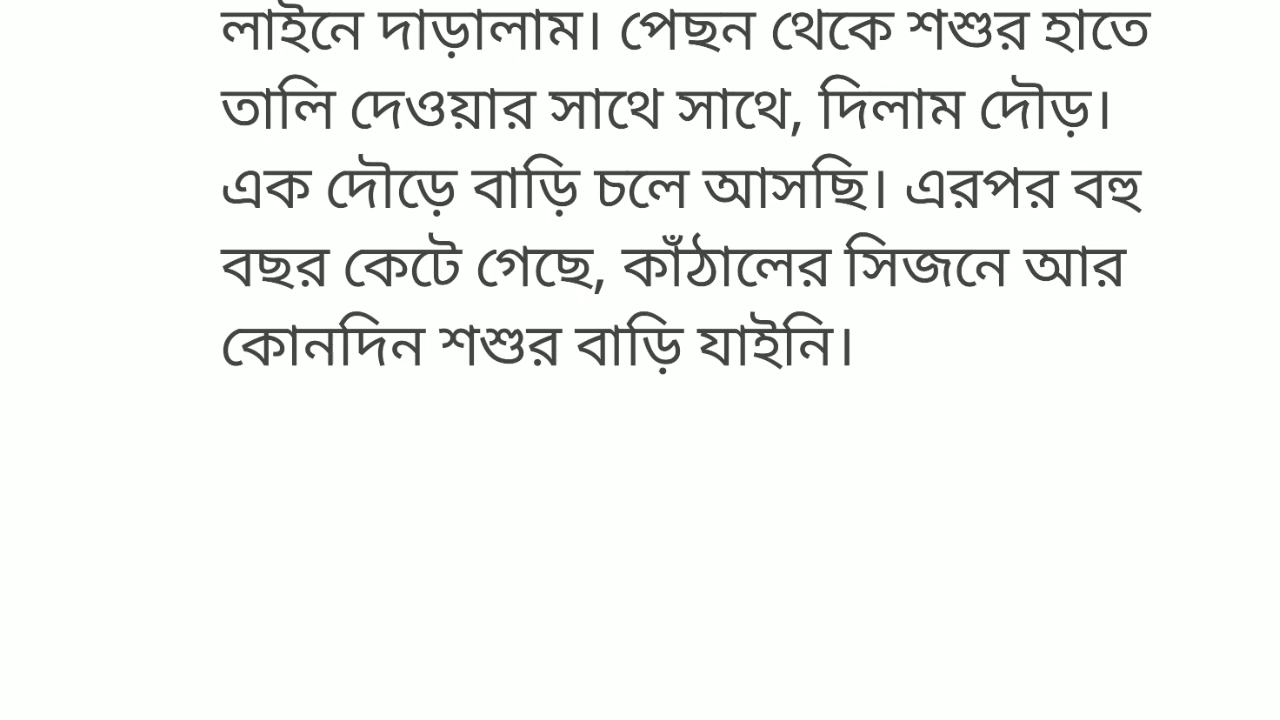 লাইনে দাড়ালাম। পেছন থেকে শশুর হাতে
তালি দেওয়ার সাথে সাথে, দিলাম দৌড়।
এক দৌড়ে বাড়ি চলে আসছি। এরপর বহু
বছর কেটে গেছে, কাঁঠালের সিজনে আর
কোনদিন শশুর বাড়ি যাইনি।